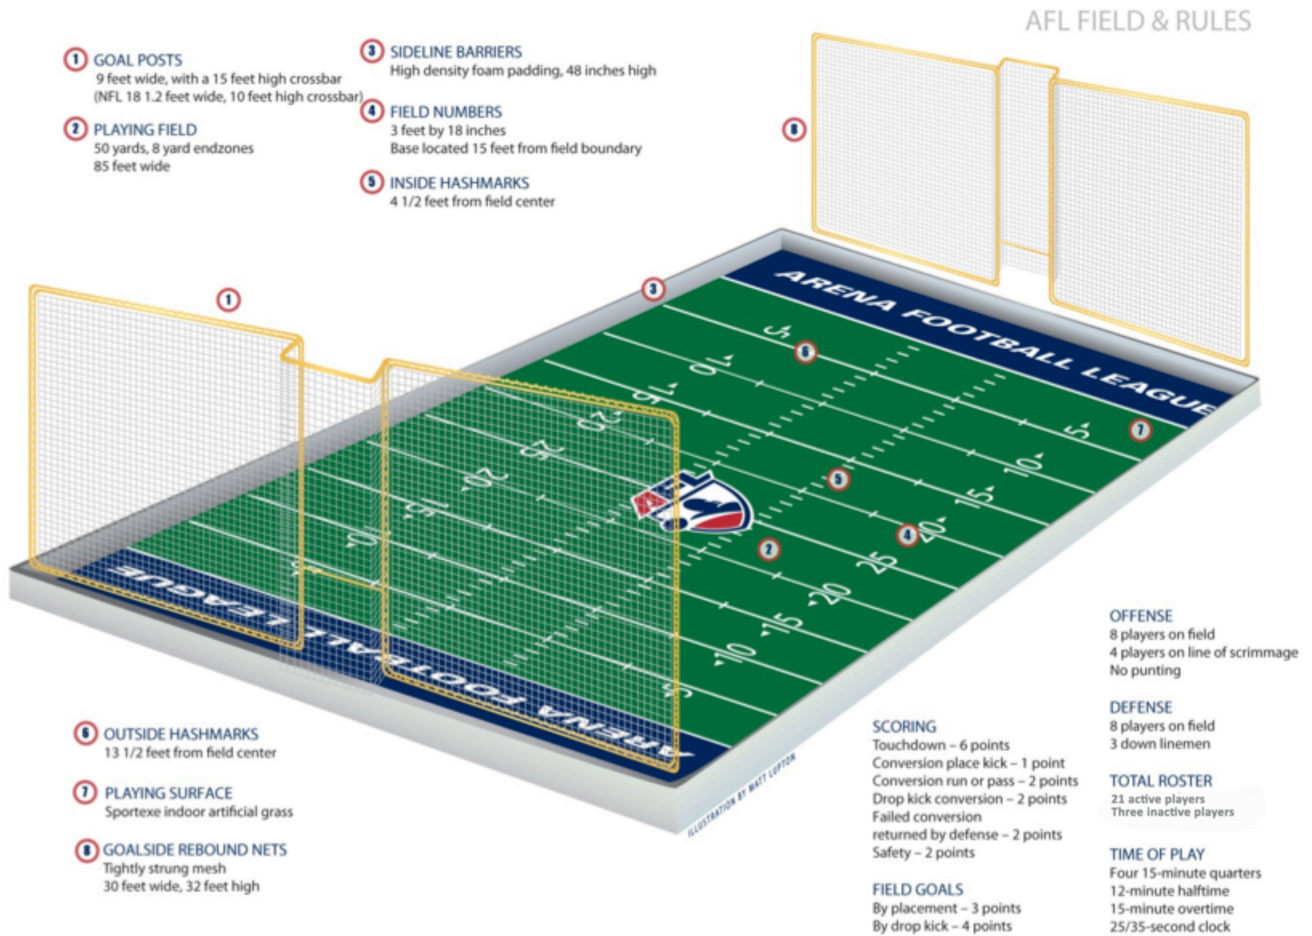 AFL FIELD & RULES
1 GOAL POSTS
9 feet wide, with a 15 feet high crossbar
(NFL 18 1.2 feet wide, 10 feet high crossbar)
2 PLAYING FIELD
50 yards, 8 yard endzones
85 feet wide
3 SIDELINE BARRIERS
High density foam padding, 48 inches high
4 FIELD NUMBERS
3 feet by 18 inches
Base located 15 feet from field boundary
5 INSIDE HASHMARKS
4 1/2 feet from field center
8
1
3
ARENA FOOTBALL LEAGUE
5
6
10
15
20
25
20
15
10
5
5
7
10
15
5
20
4
25
2
20
15
10
5
ARENA FOOTBALL LEAGUE
ILLUSTRATION BY MATT LUPTON
6 OUTSIDE HASHMARKS
13 1/2 feet from field center
7 PLAYING SURFACE
Sportexe indoor artificial grass
8 GOALSIDE REBOUND NETS
Tightly strung mesh
30 feet wide, 32 feet high
SCORING
Touchdown – 6 points
Conversion place kick – 1 point
Conversion run or pass – 2 points
Drop kick conversion – 2 points
Failed conversion
returned by defense – 2 points
Safety – 2 points
FIELD GOALS
By placement – 3 points
By drop kick – 4 points
OFFENSE
8 players on field
4 players on line of scrimmage
No punting
DEFENSE
8 players on field
3 down linemen
TOTAL ROSTER
21 active players
Three inactive players
TIME OF PLAY
Four 15-minute quarters
12-minute halftime
15-minute overtime
25/35-second clock